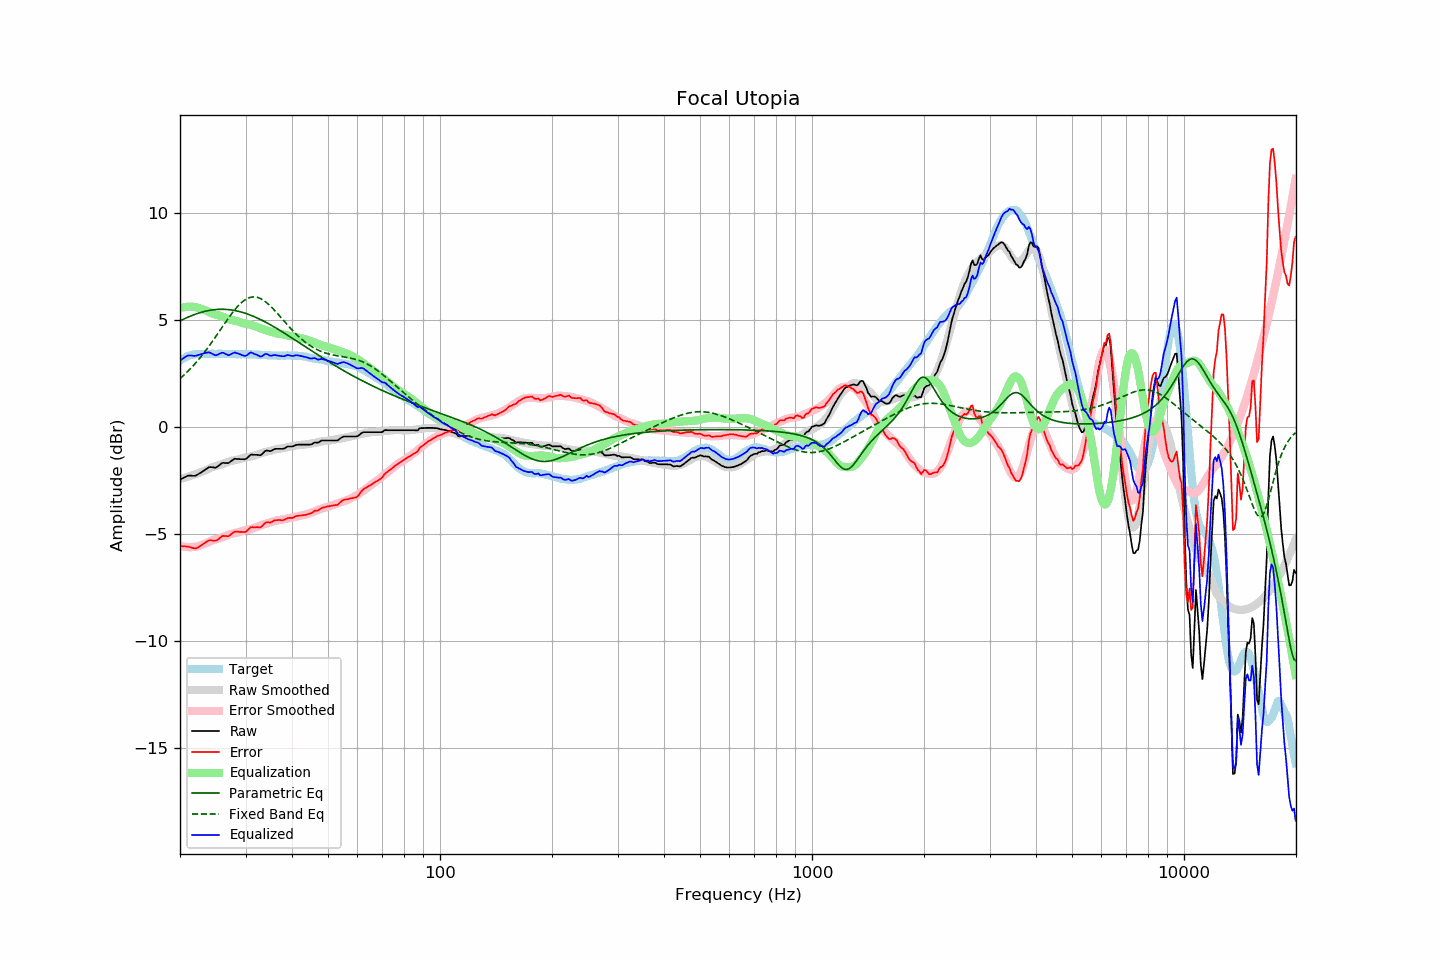 Focal Utopia
Amplitude (dBr)
10
5
0
−5
−10
−15
Target
Raw Smoothed
Error Smoothed
Raw
Error
Equalization
Parametric Eq
Fixed Band Eq
Equalized
100
1000
10000
Frequency (Hz)